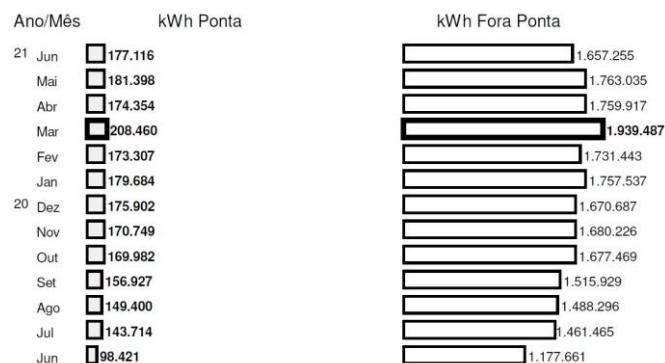 Ano/Mês kWh Ponta kWh Fora Ponta
21 Jun 177.116 1.657.255
Mai 181.398 1.763.035
Abr 174.354 1.759.917
Mar 208.460 1.939.487
Fev 173.307 1.731.443
Jan 179.684 1.757.537
20 Dez 175.902 1.670.687
Nov 170.749 1.680.226
Out 169.982 1.677.469
Set 156.927 1.515.929
Ago 149.400 1.488.296
Jul 143.714 1.461.465
Jun 98.421 1.177.661